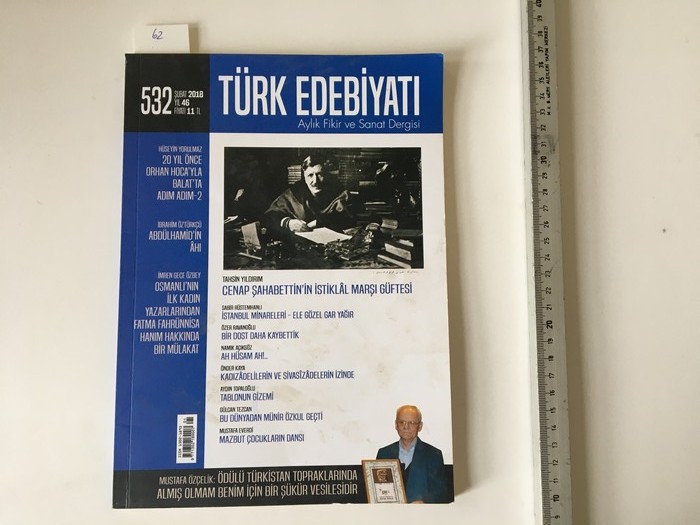 62
532
ŞUBAT 2018
YIL 46
FİYATI 11 TL
TÜRK EDEBİYATI
Aylık Fikir ve Sanat Dergisi
HÜSEYİN YORULMAZ
20 YIL ÖNCE
ORHAN HOCA'YLA
BALAT'TA
ADIM ADIM-2
İBRAHİM ÖZTÜRKÇÜ
ABDÜLHAMİD'İN
ÂHI
İMREN GECE ÖZBEY
OSMANLI'NIN
İLK KADIN
YAZARLARINDAN
FATMA FAHRÜNNİSA
HANIM HAKKINDA
BİR MÜLAKAT
TAHSİN YILDIRIM
CENAP ŞAHABETTİN'İN İSTİKLÂL MARŞI GÜFTESİ
SABİR RÜSTEMHANLI
İSTANBUL MİNARELERİ - ELE GÖZEL GAR YAĞIR
ÖZER RAVANOĞLU
BİR DOST DAHA KAYBETTİK
NAMIK AÇIKGÖZ
AH HÜSAM AH!..
ÖNDER KAYA
KADIZÂDELİLERİN VE SİVASÎZÂDELERİN İZİNDE
AYDIN TOPALOĞLU
TABLONUN GİZEMİ
GÜLCAN TEZCAN
BU DÜNYADAN MÜNİR ÖZKUL GEÇTİ
MUSTAFA EVERDİ
MAZBUT ÇOCUKLARIN DANSI
MUSTAFA ÖZÇELİK: ÖDÜLÜ TÜRKİSTAN TOPRAKLARINDA
ALMIŞ OLMAM BENİM İÇİN BİR ŞÜKÜR VESİLESİDİR